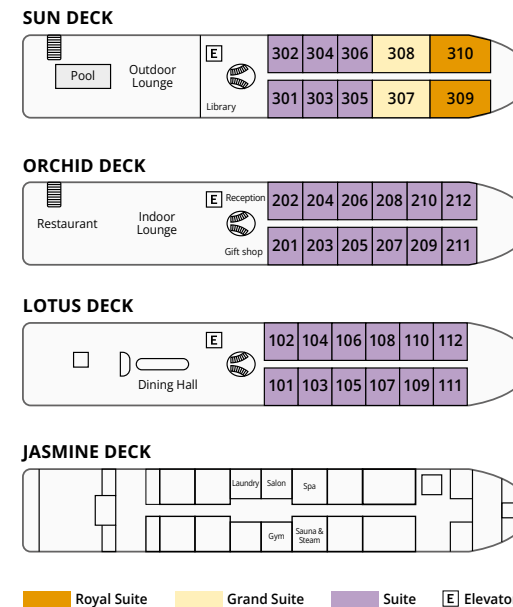 SUN DECK
E
302 304 306 308 310
Pool
Outdoor
Lounge
Library
301 303 305 307 309
ORCHID DECK
E Reception 202 204 206 208 210 212
Restaurant
Indoor
Lounge
Gift shop
201 203 205 207 209 211
LOTUS DECK
E
102 104 106 108 110 112
Dining Hall
101 103 105 107 109 111
JASMINE DECK
Laundry Salon Spa
Gym
Sauna &
Steam
Royal Suite Grand Suite Suite E Elevato